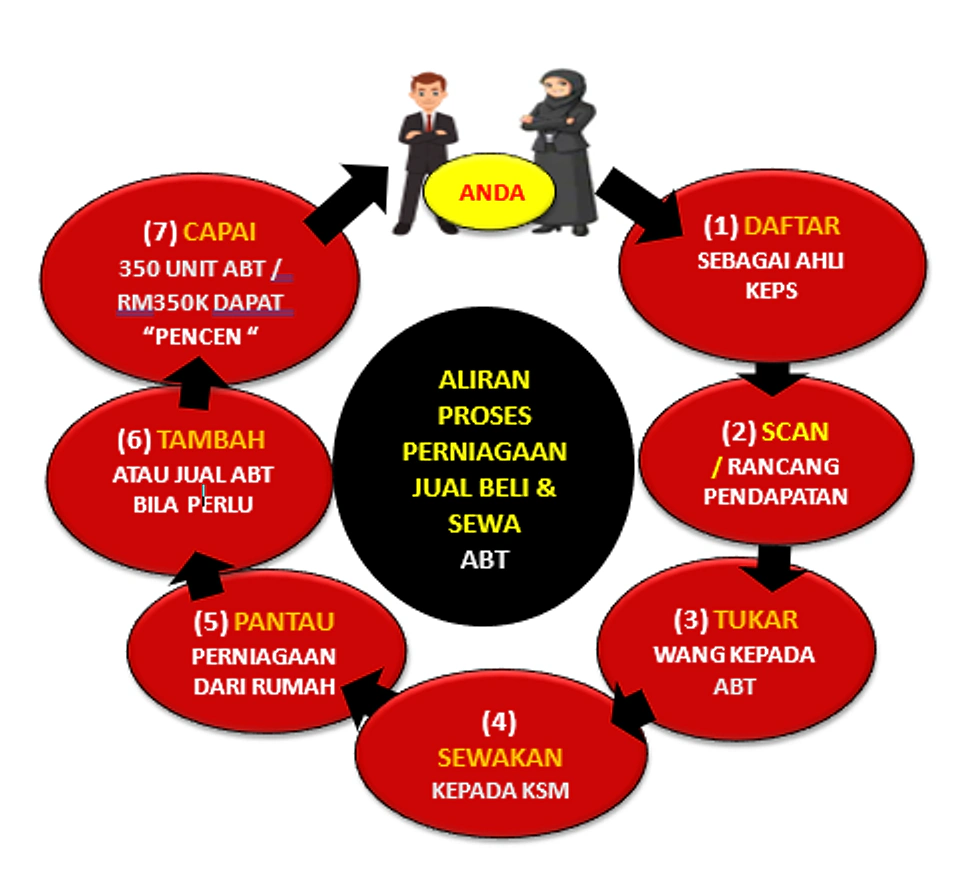 ANDA
(1) DAFTAR
SEBAGAI AHLI
KEPS
(2) SCAN
/ RANCANG
PENDAPATAN
(3) TUKAR
WANG KEPADA
ABT
(4)
SEWAKAN
KEPADA KSM
(5) PANTAU
PERNIAGAAN
DARI RUMAH
(6) TAMBAH
ATAU JUAL ABT
BILA PERLU
(7) CAPAI
350 UNIT ABT /
RM350K DAPAT
“PENCEN “
ALIRAN
PROSES
PERNIAGAAN
JUAL BELI &
SEWA
ABT